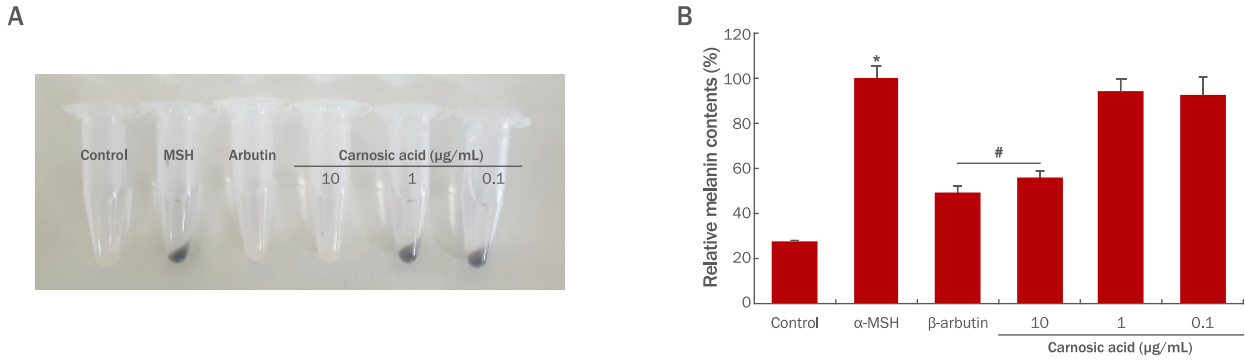 A
Control MSH Arbutin Carnosic acid (µg/mL)
10 1 0.1
B
Relative melanin contents (%)
120
100
80
60
40
20
0
*
#
Control α-MSH β-arbutin 10 1 0.1
Carnosic acid (µg/mL)